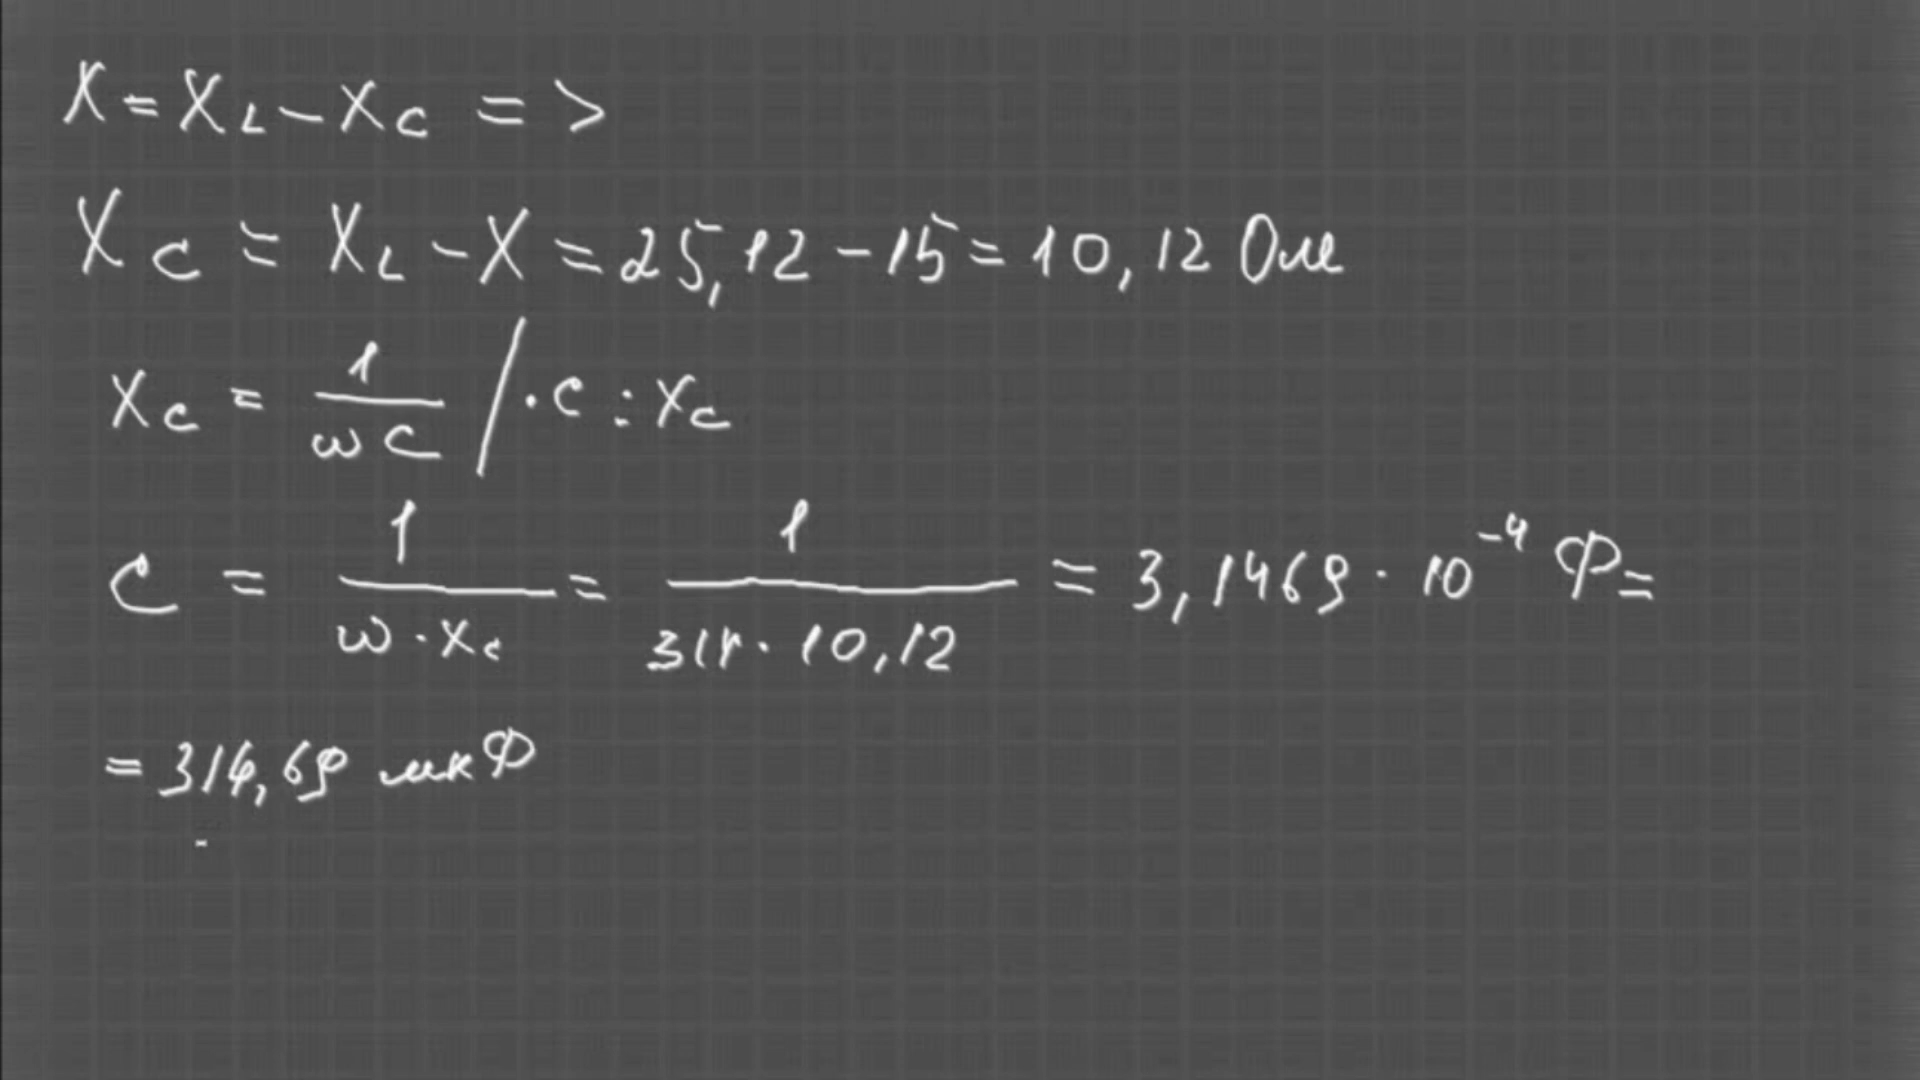 X = X_L - X_C =>
X_C = X_L - X = 25,12 - 15 = 10,12 Ом
X_C = 1/(ωC) / · C : X_C
C = 1/(ω · X_C) = 1/(314 · 10,12) = 3,1469 · 10^-4 Ф =
= 314,69 мкФ